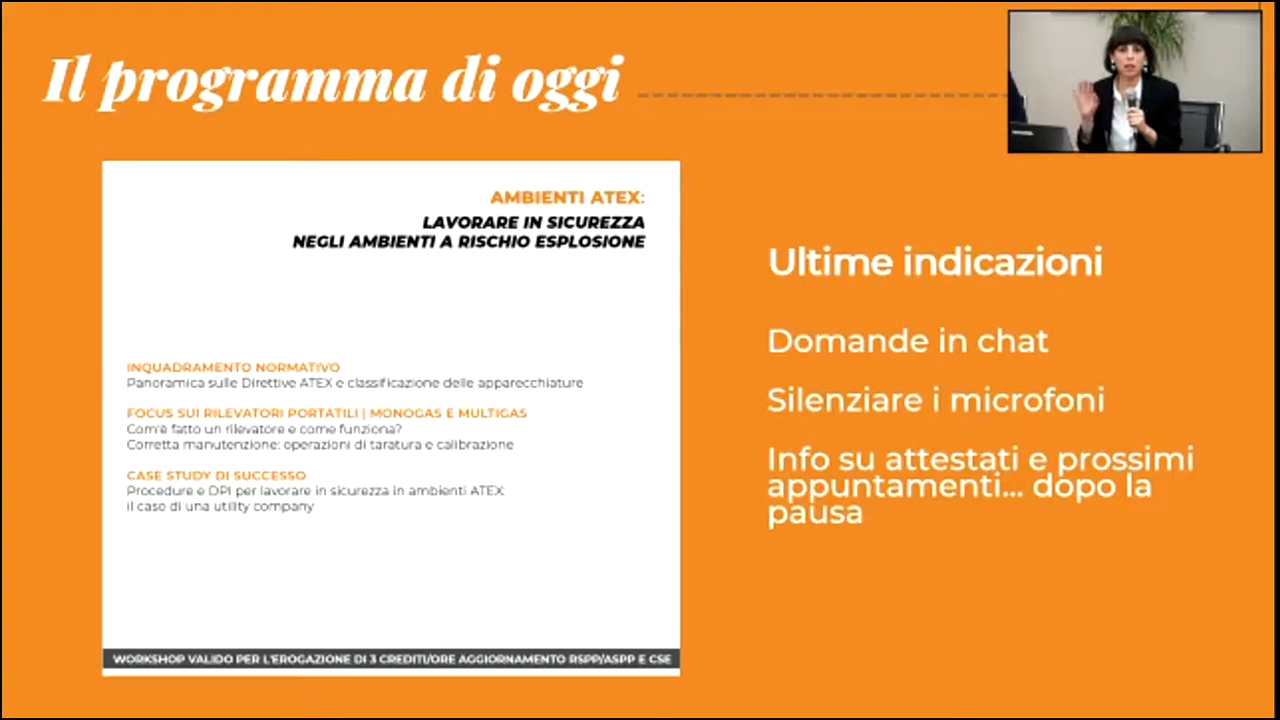 Il programma di oggi
AMBIENTI ATEX:
LAVORARE IN SICUREZZA
NEGLI AMBIENTI A RISCHIO ESPLOSIONE
INQUADRAMENTO NORMATIVO
Panoramica sulle Direttive ATEX e classificazione delle apparecchiature
FOCUS SUI RILEVATORI PORTATILI | MONOGAS E MULTIGAS
Com'è fatto un rilevatore e come funziona?
Corretta manutenzione: operazioni di taratura e calibrazione
CASE STUDY DI SUCCESSO
Procedure e DPI per lavorare in sicurezza in ambienti ATEX:
il caso di una utility company
WORKSHOP VALIDO PER L'EROGAZIONE DI 3 CREDITI/ORE AGGIORNAMENTO RSPP/ASPP E CSE
Ultime indicazioni
Domande in chat
Silenziare i microfoni
Info su attestati e prossimi
appuntamenti... dopo la
pausa